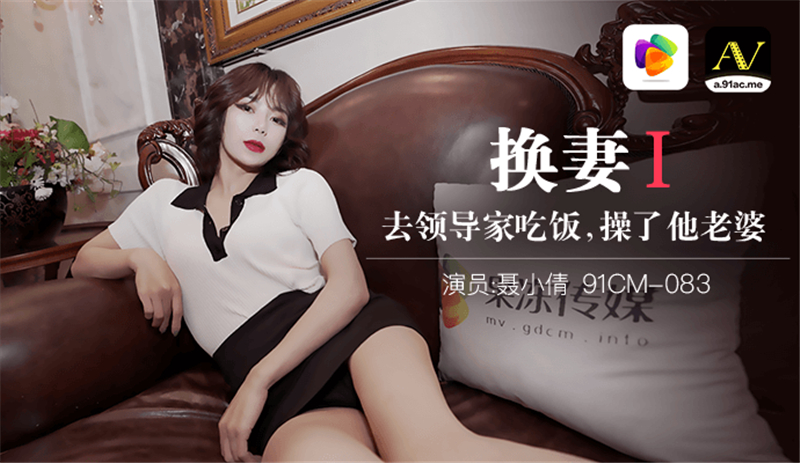 AV
a.91ac.me
换妻 I
去领导家吃饭,操了他老婆
演员:聂小倩 91CM-083
果冻传媒
mv.gdcm.info